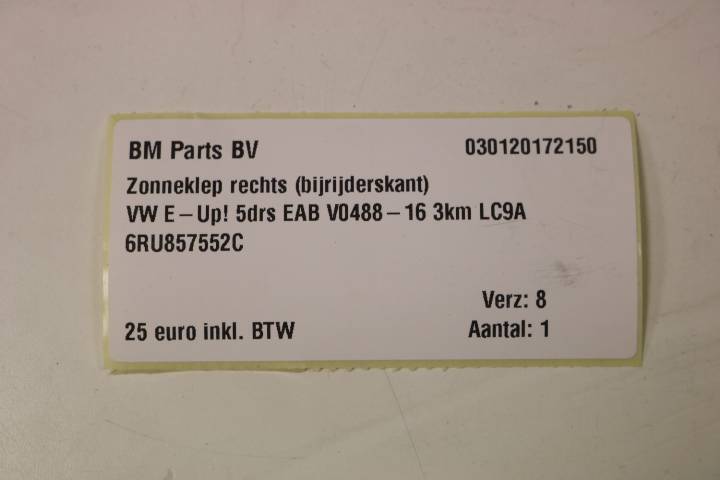 BM Parts BV 030120172150
Zonneklep rechts (bijrijderskant)
VW E-Up! 5drs EAB V0488-16 3km LC9A
6RU857552C
Verz: 8
25 euro inkl. BTW Aantal: 1